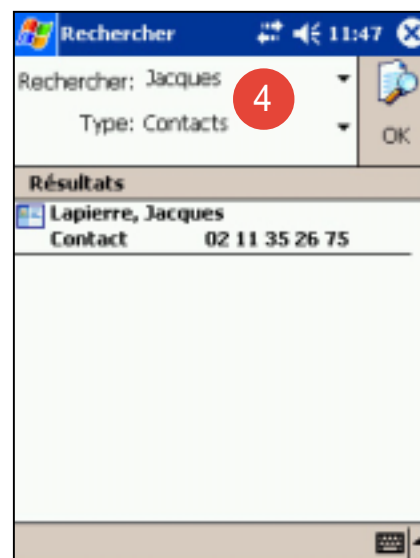 Rechercher 11:47
Rechercher: Jacques
4
Type: Contacts
OK
Résultats
Lapierre, Jacques
Contact 02 11 35 26 75